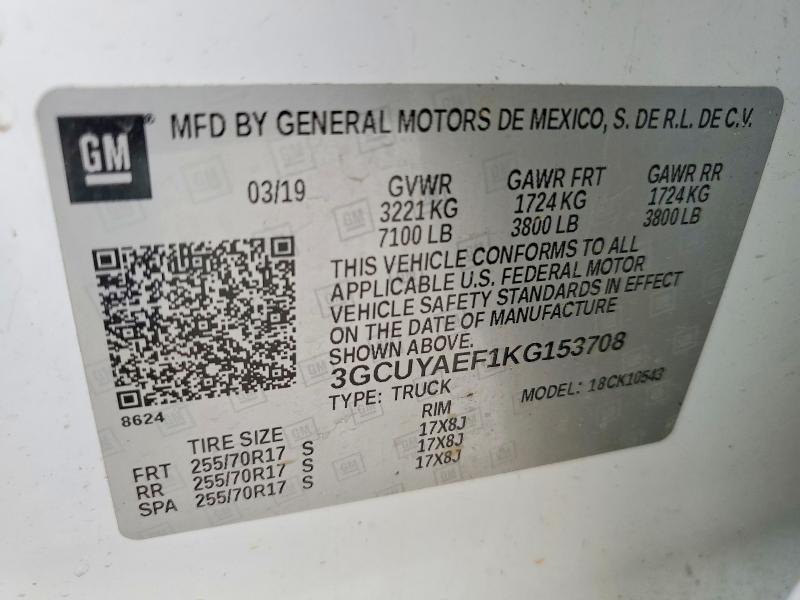 GM® MFD BY GENERAL MOTORS DE MEXICO, S. DE R.L. DE C.V.
03/19 GVWR GAWR FRT GAWR RR
3221 KG 1724 KG 1724 KG
7100 LB 3800 LB 3800 LB
THIS VEHICLE CONFORMS TO ALL
APPLICABLE U.S. FEDERAL MOTOR
VEHICLE SAFETY STANDARDS IN EFFECT
ON THE DATE OF MANUFACTURE
SHOWN ABOVE.
3GCUYAEF1KG153708
TYPE: TRUCK MODEL: 18CK10543
8624
TIRE SIZE RIM
FRT 255/70R17 S 17X8J
RR 255/70R17 S 17X8J
SPA 255/70R17 S 17X8J